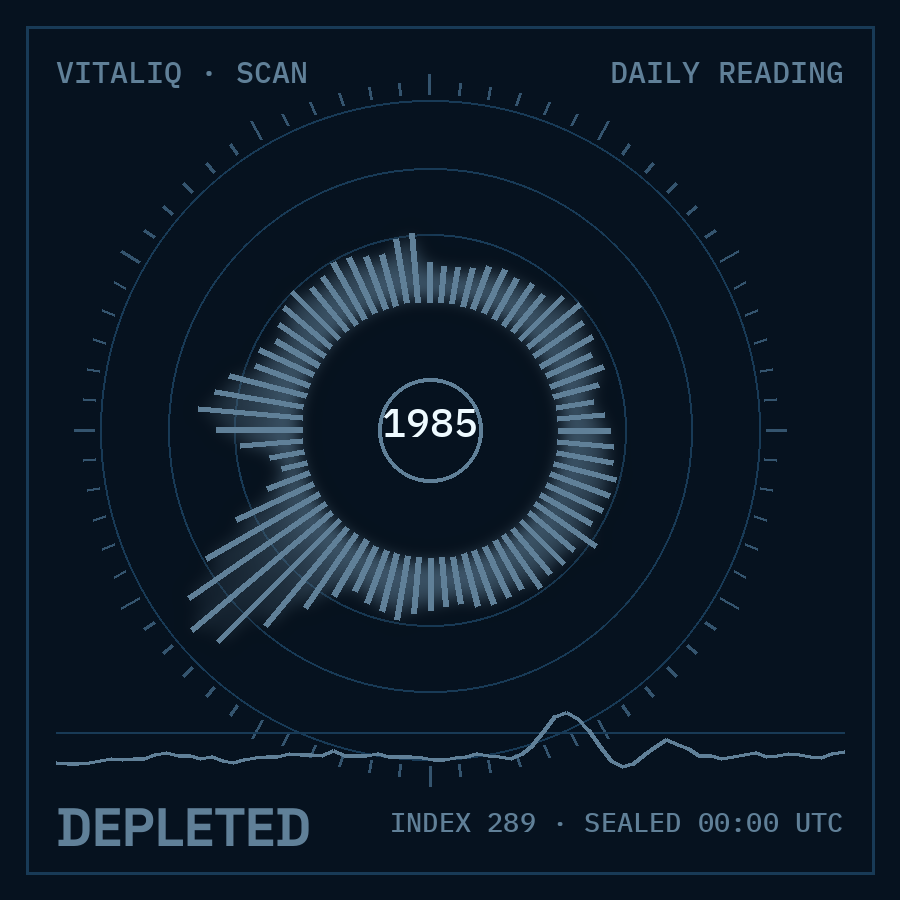 VITALIQ · SCAN
DAILY READING
1985
DEPLETED
INDEX 289 · SEALED 00:00 UTC